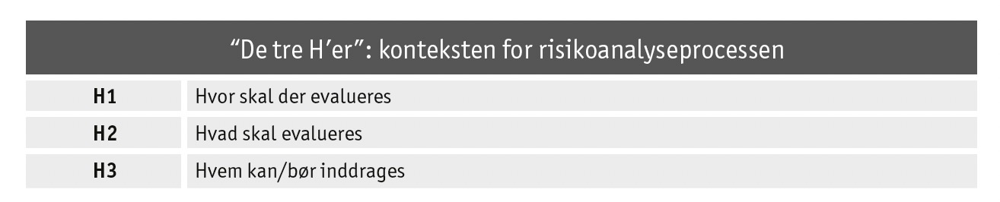 “De tre H’er”: konteksten for risikoanalyseprocessen
H1 Hvor skal der evalueres
H2 Hvad skal evalueres
H3 Hvem kan/bør inddrages